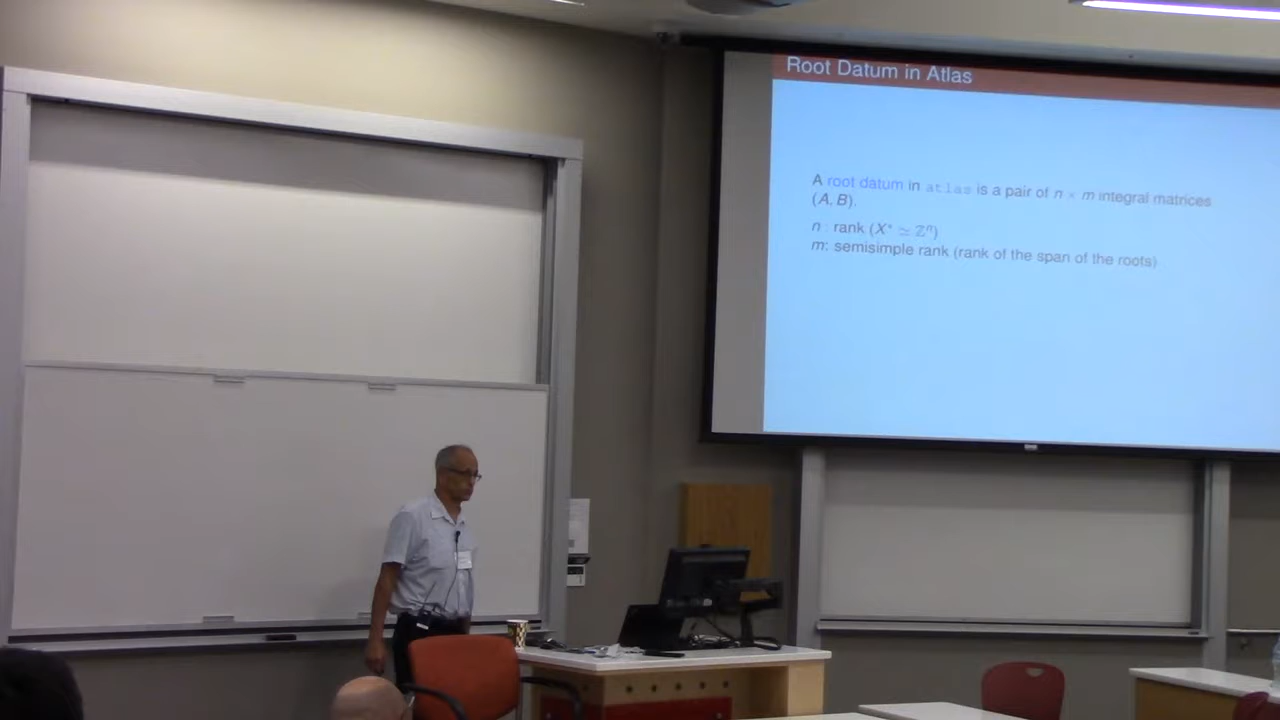 Root Datum in Atlas
A root datum in atlas is a pair of n × m integral matrices
(A, B).
n : rank (X* ≃ ℤⁿ)
m: semisimple rank (rank of the span of the roots)